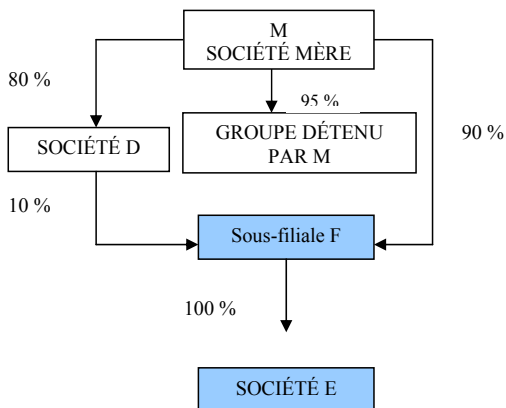 M
SOCIÉTÉ MÈRE
80 %
95 %
90 %
SOCIÉTÉ D
GROUPE DÉTENU
PAR M
10 %
Sous-filiale F
100 %
SOCIÉTÉ E